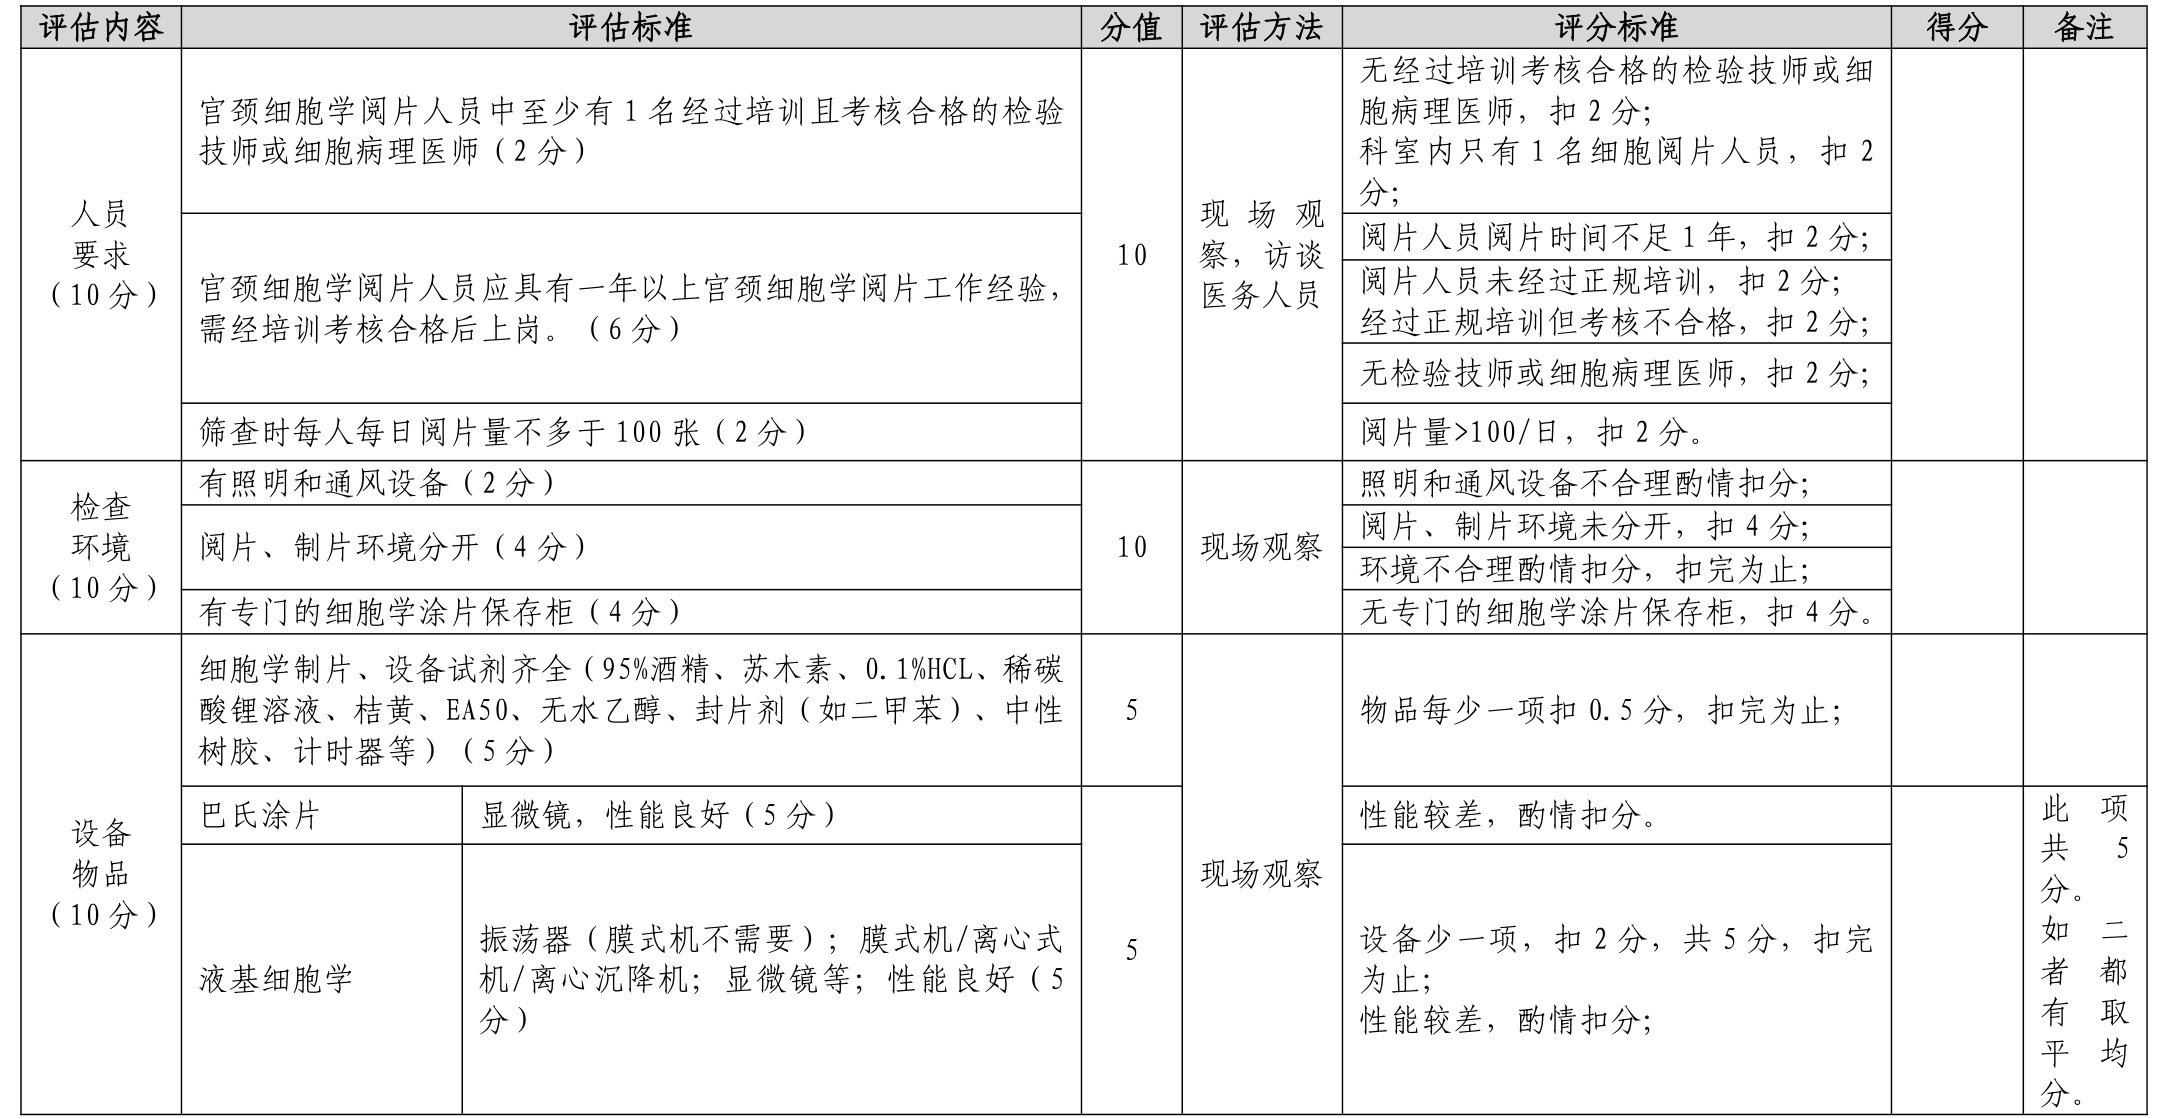 评估内容 评估标准 分值 评估方法 评分标准 得分 备注
人员
要求
（10分）
宫颈细胞学阅片人员中至少有1名经过培训且考核合格的检验
技师或细胞病理医师（2分）
宫颈细胞学阅片人员应具有一年以上宫颈细胞学阅片工作经验，
需经培训考核合格后上岗。（6分）
筛查时每人每日阅片量不多于100张（2分）
10
现场观
察，访谈
医务人员
无经过培训考核合格的检验技师或细
胞病理医师，扣2分；
科室内只有1名细胞阅片人员，扣2
分；
阅片人员阅片时间不足1年，扣2分；
阅片人员未经过正规培训，扣2分；
经过正规培训但考核不合格，扣2分；
无检验技师或细胞病理医师，扣2分；
阅片量>100/日，扣2分。
检查
环境
（10分）
有照明和通风设备（2分）
阅片、制片环境分开（4分）
有专门的细胞学涂片保存柜（4分）
10
现场观察
照明和通风设备不合理酌情扣分；
阅片、制片环境未分开，扣4分；
环境不合理酌情扣分，扣完为止；
无专门的细胞学涂片保存柜，扣4分。
设备
物品
（10分）
细胞学制片、设备试剂齐全（95%酒精、苏木素、0.1%HCL、稀碳
酸锂溶液、桔黄、EA50、无水乙醇、封片剂（如二甲苯）、中性
树胶、计时器等）（5分）
5
现场观察
物品每少一项扣0.5分，扣完为止；
巴氏涂片
显微镜，性能良好（5分）
5
性能较差，酌情扣分。
液基细胞学
振荡器（膜式机不需要）；膜式机/离心式
机/离心沉降机；显微镜等；性能良好（5
分）
设备少一项，扣2分，共5分，扣完
为止；
性能较差，酌情扣分；
此项
共5
分。
如二
者都
有取
平均
分。